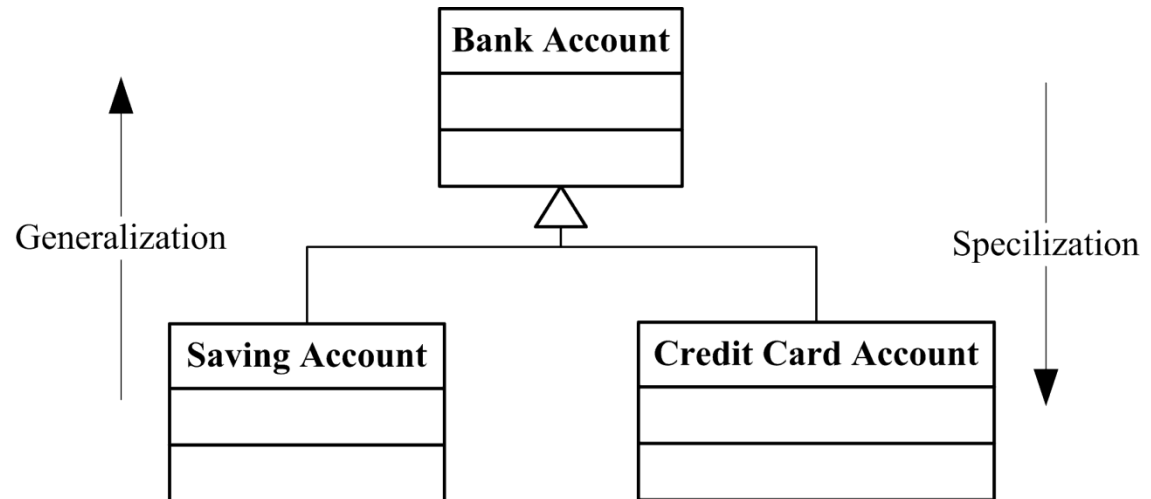 Bank Account
Generalization
Specilization
Saving Account
Credit Card Account